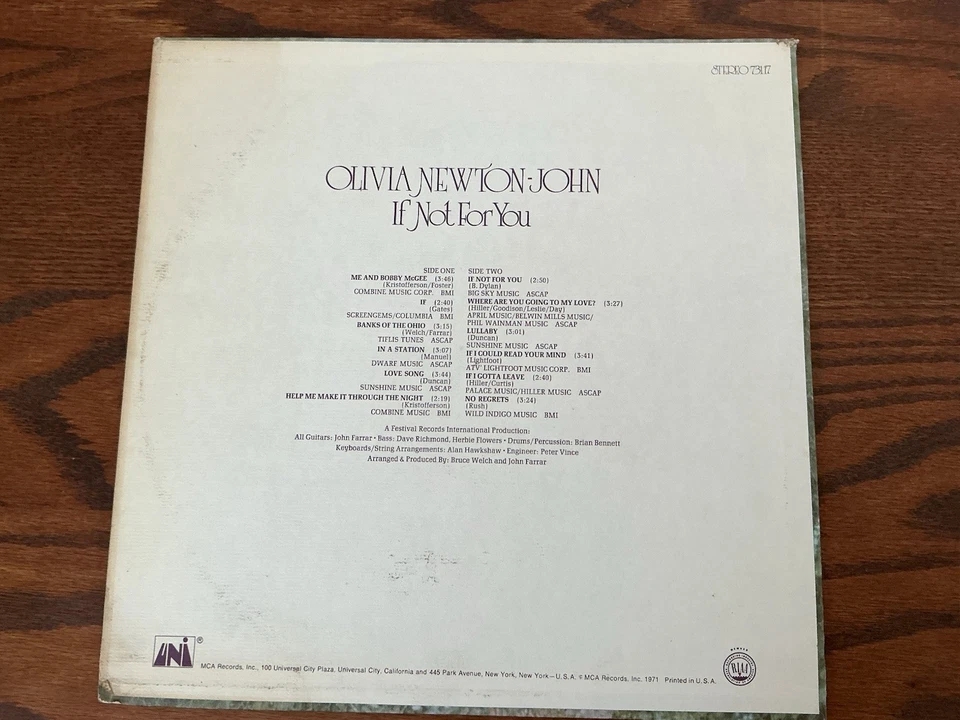 STEREO 73117
OLIVIA NEWTON-JOHN
If Not For You
SIDE ONE
ME AND BOBBY McGEE (3:46)
(Kristofferson/Foster)
COMBINE MUSIC CORP. BMI
IF (2:40)
(Gates)
SCREENGEMS/COLUMBIA BMI
BANKS OF THE OHIO (3:15)
(Welch/Farrar)
TIFLIS TUNES ASCAP
IN A STATION (3:07)
(Manuel)
DWARF MUSIC ASCAP
LOVE SONG (3:44)
(Duncan)
SUNSHINE MUSIC ASCAP
HELP ME MAKE IT THROUGH THE NIGHT (2:19)
(Kristofferson)
COMBINE MUSIC BMI
SIDE TWO
IF NOT FOR YOU (2:50)
(B. Dylan)
BIG SKY MUSIC ASCAP
WHERE ARE YOU GOING TO MY LOVE? (3:27)
(Hiller/Goodison/Leslie/Day)
APRIL MUSIC/BELWIN MILLS MUSIC/
PHIL WAINMAN MUSIC ASCAP
LULLABY (3:01)
(Duncan)
SUNSHINE MUSIC ASCAP
IF I COULD READ YOUR MIND (3:41)
(Lightfoot)
ATV LIGHTFOOT MUSIC CORP. BMI
IF I GOTTA LEAVE (2:40)
(Hiller/Curtis)
PALACE MUSIC/HILLER MUSIC ASCAP
NO REGRETS (3:24)
(Rush)
WILD INDIGO MUSIC BMI
A Festival Records International Production:
All Guitars: John Farrar • Bass: Dave Richmond, Herbie Flowers • Drums/Percussion: Brian Bennett
Keyboards/String Arrangements: Alan Hawkshaw • Engineer: Peter Vince
Arranged & Produced By: Bruce Welch and John Farrar
UNI ®
MCA Records, Inc., 100 Universal City Plaza, Universal City, California and 445 Park Avenue, New York, New York—U.S.A. ℗ MCA Records, Inc. 1971 Printed in U.S.A.
RIAA